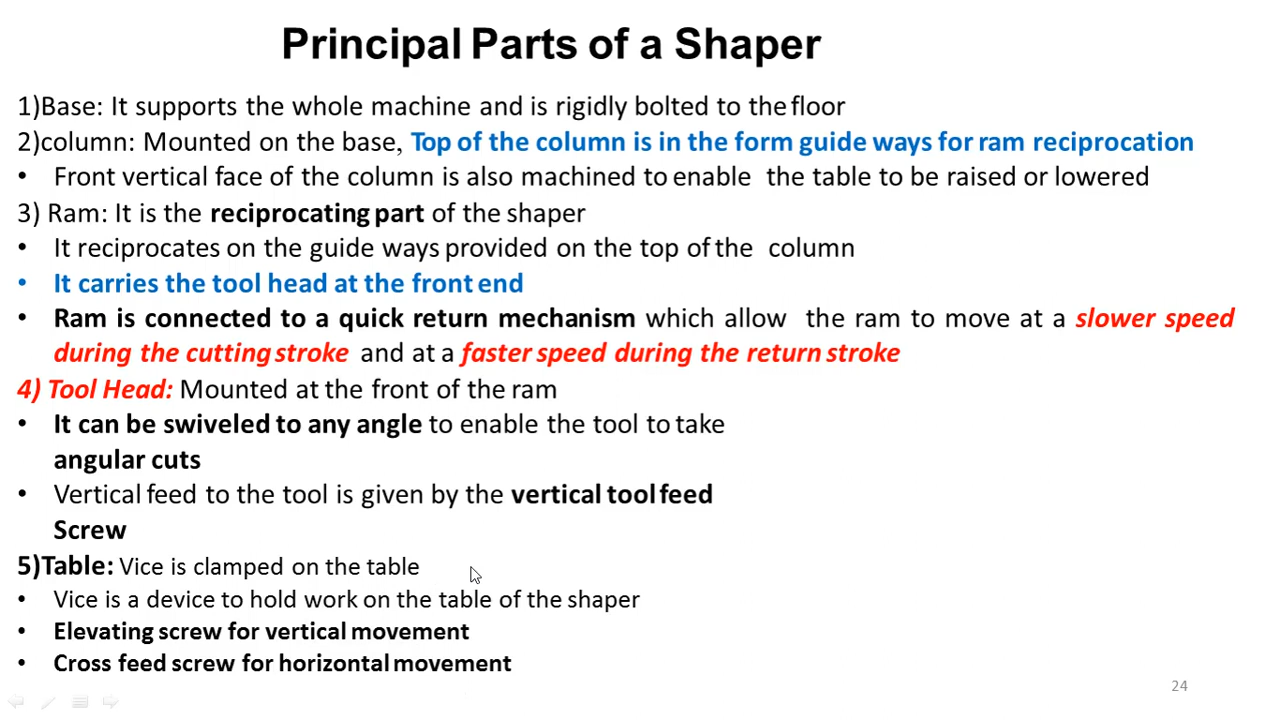 Principal Parts of a Shaper
1)Base: It supports the whole machine and is rigidly bolted to the floor
2)column: Mounted on the base, Top of the column is in the form guide ways for ram reciprocation
• Front vertical face of the column is also machined to enable the table to be raised or lowered
3) Ram: It is the reciprocating part of the shaper
• It reciprocates on the guide ways provided on the top of the column
• It carries the tool head at the front end
• Ram is connected to a quick return mechanism which allow the ram to move at a slower speed
during the cutting stroke and at a faster speed during the return stroke
4) Tool Head: Mounted at the front of the ram
• It can be swiveled to any angle to enable the tool to take
angular cuts
• Vertical feed to the tool is given by the vertical tool feed
Screw
5)Table: Vice is clamped on the table
• Vice is a device to hold work on the table of the shaper
• Elevating screw for vertical movement
• Cross feed screw for horizontal movement
24